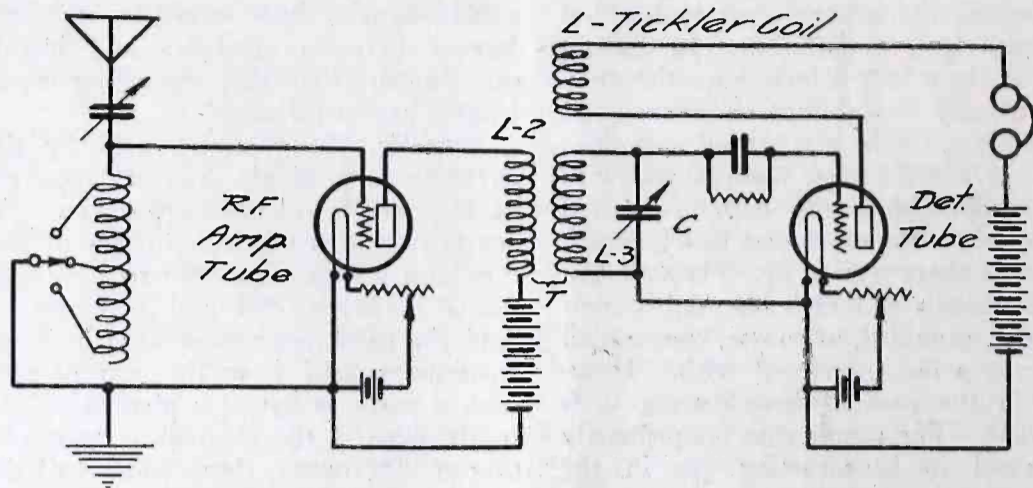 L-Tickler Coil
L-2
R.F.
Amp.
Tube
L-3
C
T
Det.
Tube